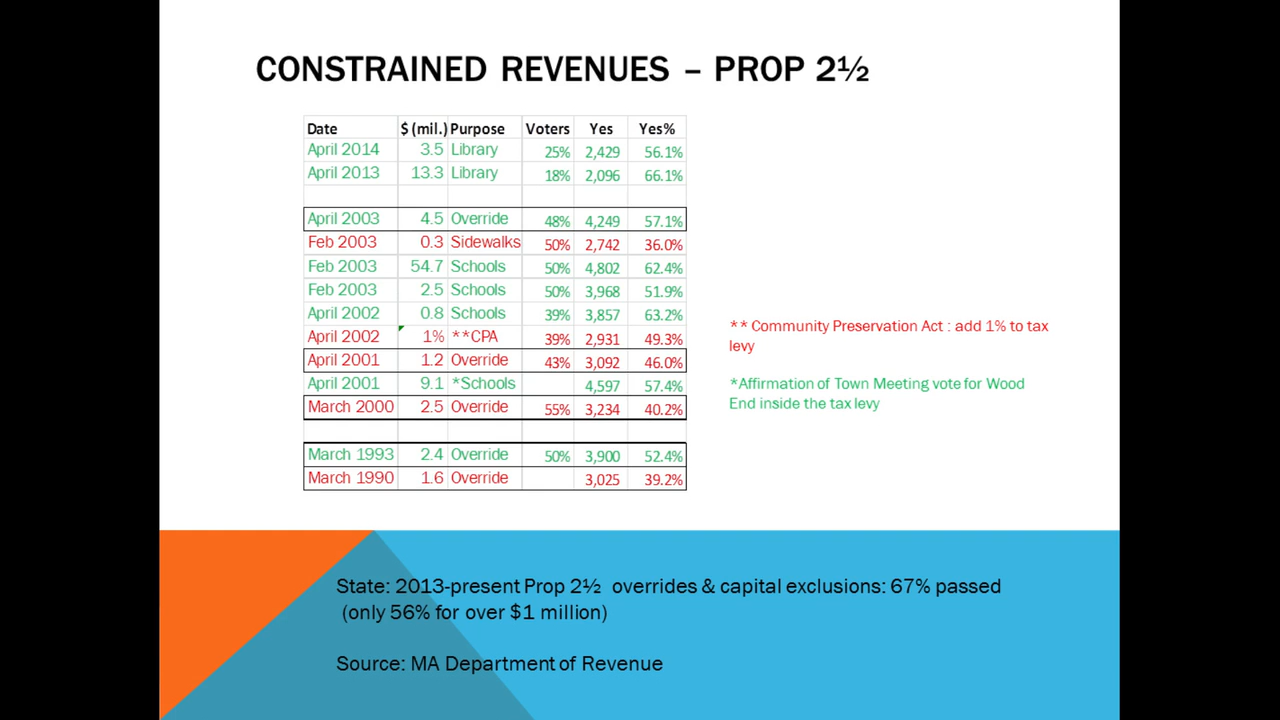 CONSTRAINED REVENUES – PROP 2½
Date $ (mil.) Purpose Voters Yes Yes%
April 2014 3.5 Library 25% 2,429 56.1%
April 2013 13.3 Library 18% 2,096 66.1%
April 2003 4.5 Override 48% 4,249 57.1%
Feb 2003 0.3 Sidewalks 50% 2,742 36.0%
Feb 2003 54.7 Schools 50% 4,802 62.4%
Feb 2003 2.5 Schools 50% 3,968 51.9%
April 2002 0.8 Schools 39% 3,857 63.2%
April 2002 1% **CPA 39% 2,931 49.3%
April 2001 1.2 Override 43% 3,092 46.0%
April 2001 9.1 *Schools 4,597 57.4%
March 2000 2.5 Override 55% 3,234 40.2%
March 1993 2.4 Override 50% 3,900 52.4%
March 1990 1.6 Override 3,025 39.2%
** Community Preservation Act : add 1% to tax
levy
*Affirmation of Town Meeting vote for Wood
End inside the tax levy
State: 2013-present Prop 2½ overrides & capital exclusions: 67% passed
(only 56% for over $1 million)
Source: MA Department of Revenue